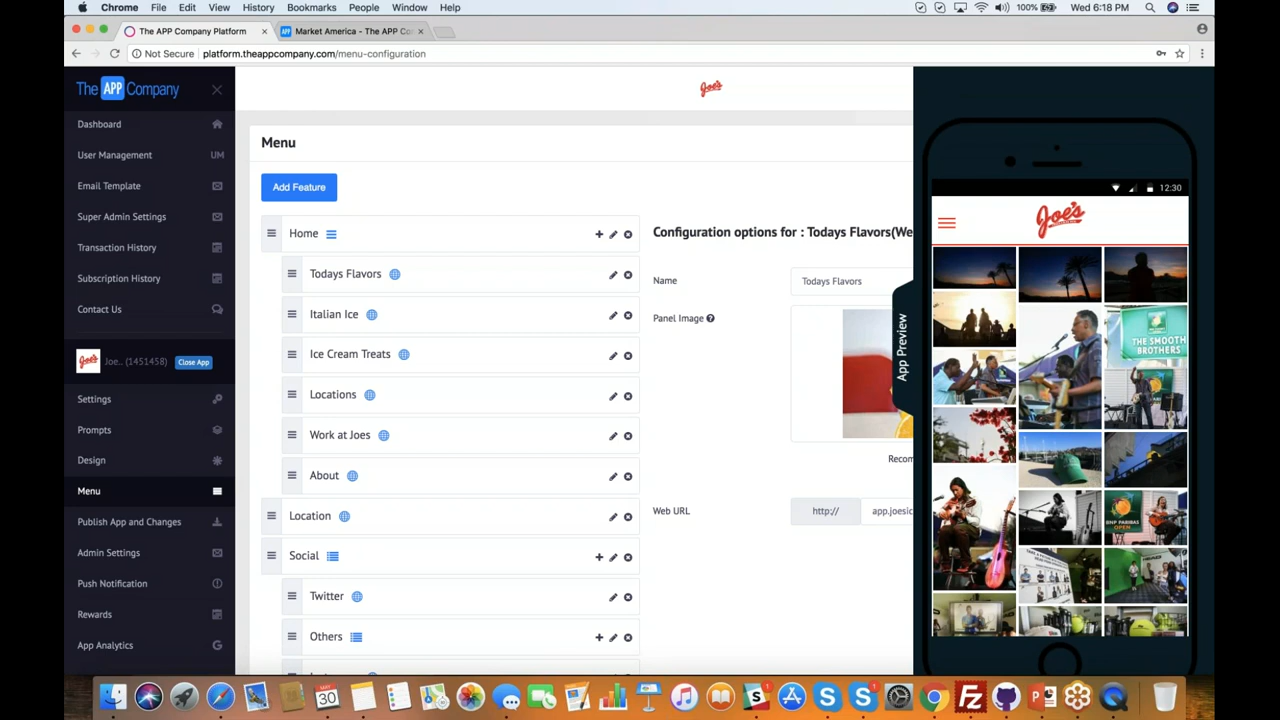 Chrome File Edit View History Bookmarks People Window Help 100% Wed 6:18 PM
The APP Company Platform × Market America - The APP Co ×
Not Secure platform.theappcompany.com/menu-configuration
The APP Company
Dashboard
User Management UM
Email Template
Super Admin Settings
Transaction History
Subscription History
Contact Us
Joe.. (1451458) Close App
Settings
Prompts
Design
Menu
Publish App and Changes
Admin Settings
Push Notification
Rewards
App Analytics
Joe's
Menu
Add Feature
Home
Todays Flavors
Italian Ice
Ice Cream Treats
Locations
Work at Joes
About
Location
Social
Twitter
Others
Configuration options for : Todays Flavors(We
Name Todays Flavors
Panel Image
Recom
Web URL http:// app.joesic
App Preview
12:30
Joe's
THE SMOOTH
BROTHERS
BNP PARIBAS
OPEN
30